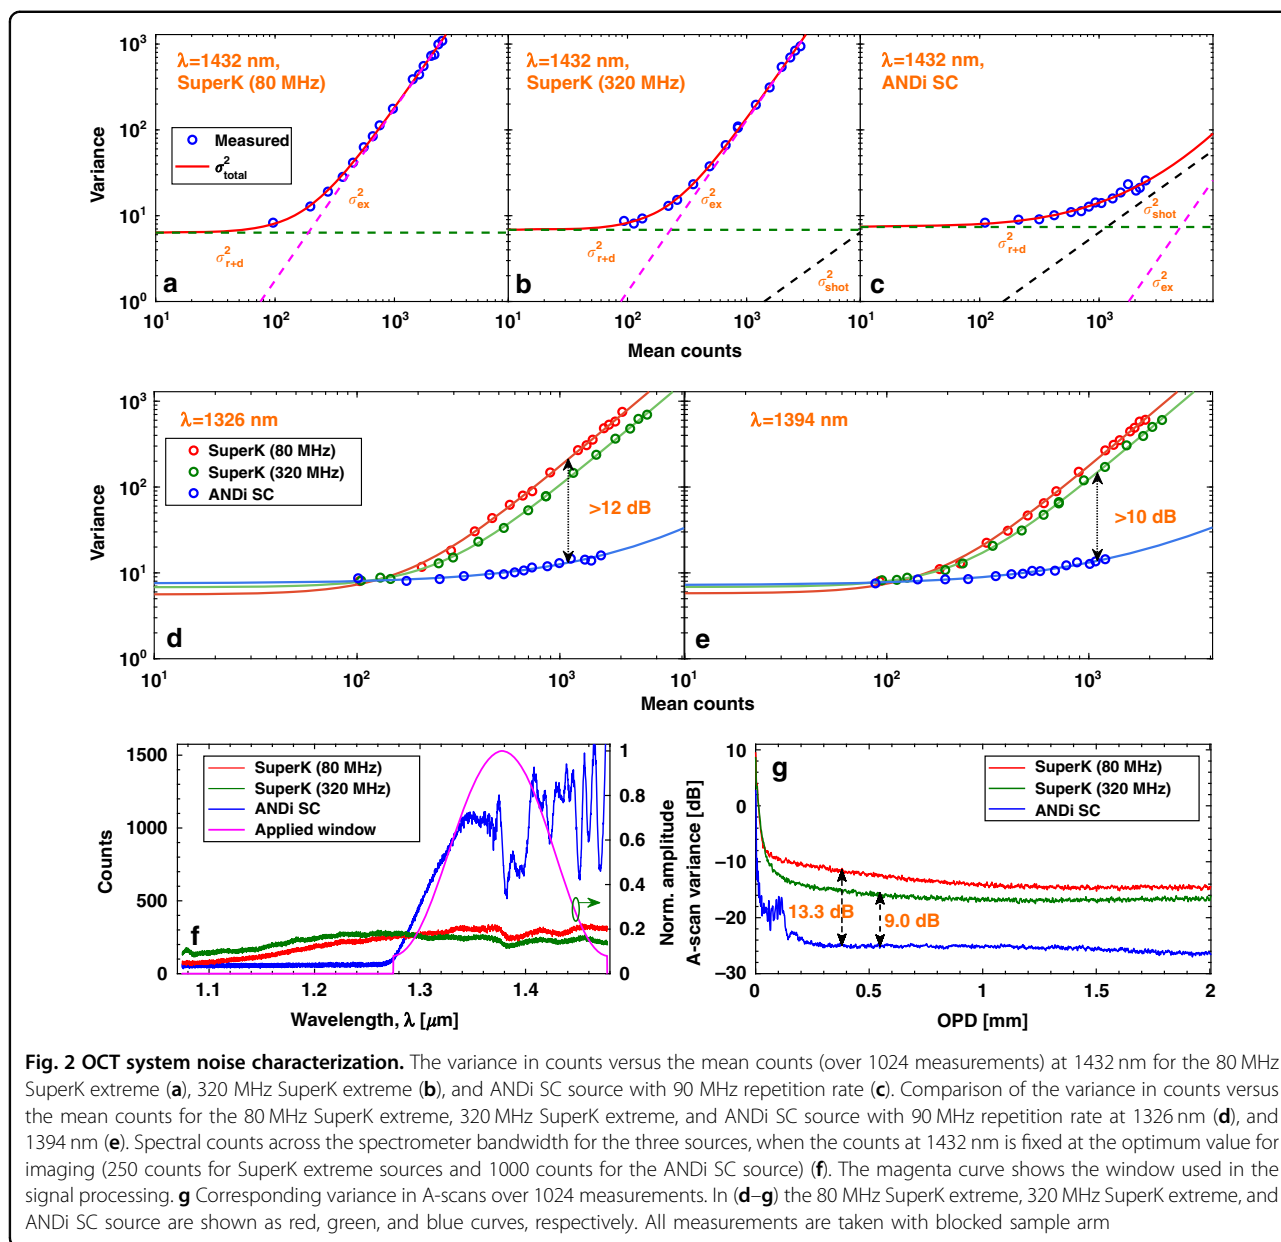 10³
10²
10¹
10⁰
Variance
λ=1432 nm,
SuperK (80 MHz)
Measured
σ²total
σ²ex
σ²r+d
a
λ=1432 nm,
SuperK (320 MHz)
σ²ex
σ²r+d
σ²shot
b
λ=1432 nm,
ANDi SC
σ²shot
σ²r+d
σ²ex
c
10¹ 10² 10³ 10¹ 10² 10³ 10¹ 10² 10³
Mean counts
10³
10²
10¹
10⁰
Variance
λ=1326 nm
SuperK (80 MHz)
SuperK (320 MHz)
ANDi SC
>12 dB
d
λ=1394 nm
>10 dB
e
10¹ 10² 10³ 10¹ 10² 10³
Mean counts
1500
1000
500
0
Counts
SuperK (80 MHz)
SuperK (320 MHz)
ANDi SC
Applied window
f
1
0.8
0.6
0.4
0.2
0
Norm. amplitude
1.1 1.2 1.3 1.4
Wavelength, λ [μm]
10
0
−10
−20
−30
A-scan variance [dB]
g
SuperK (80 MHz)
SuperK (320 MHz)
ANDi SC
13.3 dB
9.0 dB
0 0.5 1 1.5 2
OPD [mm]
Fig. 2 OCT system noise characterization. The variance in counts versus the mean counts (over 1024 measurements) at 1432 nm for the 80 MHz
SuperK extreme (a), 320 MHz SuperK extreme (b), and ANDi SC source with 90 MHz repetition rate (c). Comparison of the variance in counts versus
the mean counts for the 80 MHz SuperK extreme, 320 MHz SuperK extreme, and ANDi SC source with 90 MHz repetition rate at 1326 nm (d), and
1394 nm (e). Spectral counts across the spectrometer bandwidth for the three sources, when the counts at 1432 nm is fixed at the optimum value for
imaging (250 counts for SuperK extreme sources and 1000 counts for the ANDi SC source) (f). The magenta curve shows the window used in the
signal processing. g Corresponding variance in A-scans over 1024 measurements. In (d–g) the 80 MHz SuperK extreme, 320 MHz SuperK extreme, and
ANDi SC source are shown as red, green, and blue curves, respectively. All measurements are taken with blocked sample arm